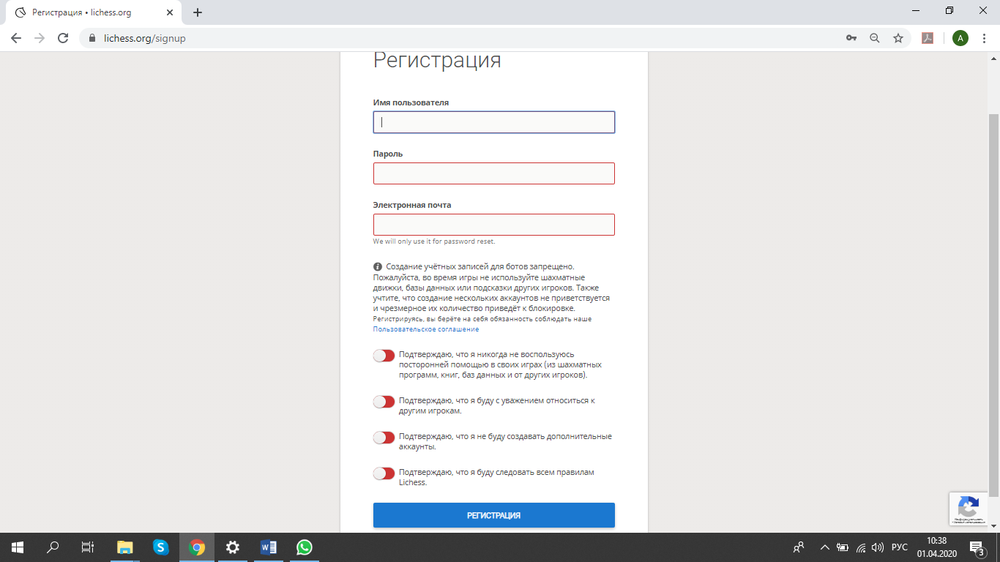 Регистрация • lichess.org
lichess.org/signup
A
Регистрация
Имя пользователя
Пароль
Электронная почта
We will only use it for password reset.
Создание учётных записей для ботов запрещено.
Пожалуйста, во время игры не используйте шахматные
движки, базы данных или подсказки других игроков. Также
учтите, что создание нескольких аккаунтов не приветствуется
и чрезмерное их количество приведёт к блокировке.
Регистрируясь, вы берёте на себя обязанность соблюдать наше
Пользовательское соглашение
Подтверждаю, что я никогда не воспользуюсь
посторонней помощью в своих играх (из шахматных
программ, книг, баз данных и от других игроков).
Подтверждаю, что я буду с уважением относиться к
другим игрокам.
Подтверждаю, что я не буду создавать дополнительные
аккаунты.
Подтверждаю, что я буду следовать всем правилам
Lichess.
РЕГИСТРАЦИЯ
РУС
10:38
01.04.2020
3